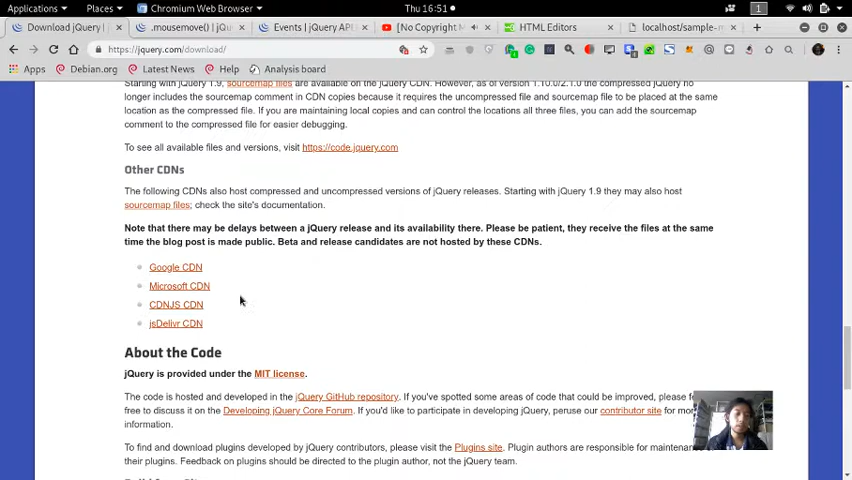 Applications Places Chromium Web Browser Thu 16:51 1
Download jQuery | .mousemove() | jQu Events | jQuery API [No Copyright M HTML Editors localhost/sample-m
https://jquery.com/download/
Apps Debian.org Latest News Help Analysis board
Starting with jQuery 1.9, sourcemap files are available on the jQuery CDN. However, as of version 1.10.0/2.1.0 the compressed jQuery no
longer includes the sourcemap comment in CDN copies because it requires the uncompressed file and sourcemap file to be placed at the same
location as the compressed file. If you are maintaining local copies and can control the locations all three files, you can add the sourcemap
comment to the compressed file for easier debugging.
To see all available files and versions, visit https://code.jquery.com
Other CDNs
The following CDNs also host compressed and uncompressed versions of jQuery releases. Starting with jQuery 1.9 they may also host
sourcemap files; check the site's documentation.
Note that there may be delays between a jQuery release and its availability there. Please be patient, they receive the files at the same
time the blog post is made public. Beta and release candidates are not hosted by these CDNs.
Google CDN
Microsoft CDN
CDNJS CDN
jsDelivr CDN
About the Code
jQuery is provided under the MIT license.
The code is hosted and developed in the jQuery GitHub repository. If you've spotted some areas of code that could be improved, please fe
free to discuss it on the Developing jQuery Core Forum. If you'd like to participate in developing jQuery, peruse our contributor site for mor
information.
To find and download plugins developed by jQuery contributors, please visit the Plugins site. Plugin authors are responsible for maintenanc
their plugins. Feedback on plugins should be directed to the plugin author, not the jQuery team.